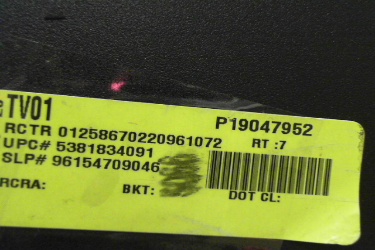 TV01
P19047952
RCTR 01258670220961072 RT :7
UPC# 5381834091
SLP# 96154709046
RCRA: BKT: DOT CL: